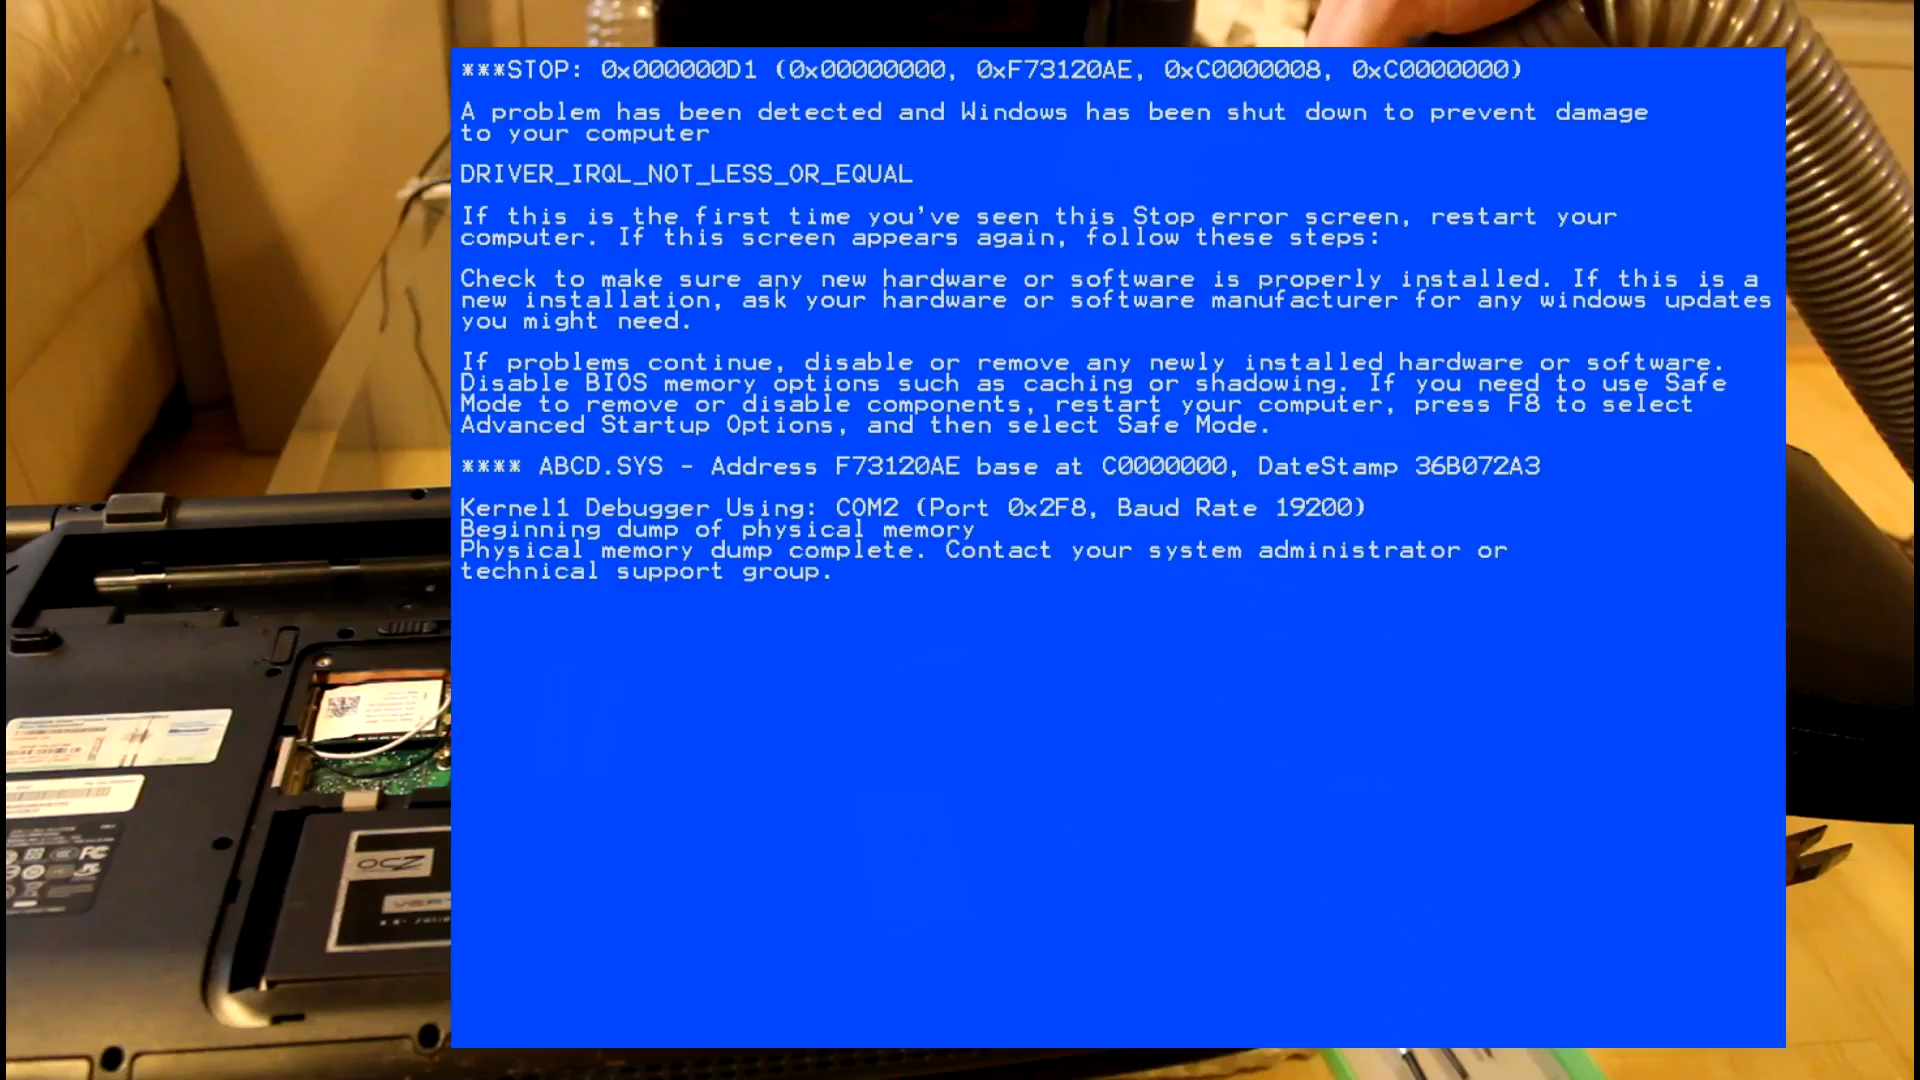 ***STOP: 0x000000D1 (0x00000000, 0xF73120AE, 0xC0000008, 0xC0000000)
A problem has been detected and Windows has been shut down to prevent damage
to your computer
DRIVER_IRQL_NOT_LESS_OR_EQUAL
If this is the first time you've seen this Stop error screen, restart your
computer. If this screen appears again, follow these steps:
Check to make sure any new hardware or software is properly installed. If this is a
new installation, ask your hardware or software manufacturer for any windows updates
you might need.
If problems continue, disable or remove any newly installed hardware or software.
Disable BIOS memory options such as caching or shadowing. If you need to use Safe
Mode to remove or disable components, restart your computer, press F8 to select
Advanced Startup Options, and then select Safe Mode.
**** ABCD.SYS - Address F73120AE base at C0000000, DateStamp 36B072A3
Kernel1 Debugger Using: COM2 (Port 0x2F8, Baud Rate 19200)
Beginning dump of physical memory
Physical memory dump complete. Contact your system administrator or
technical support group.
OCZ